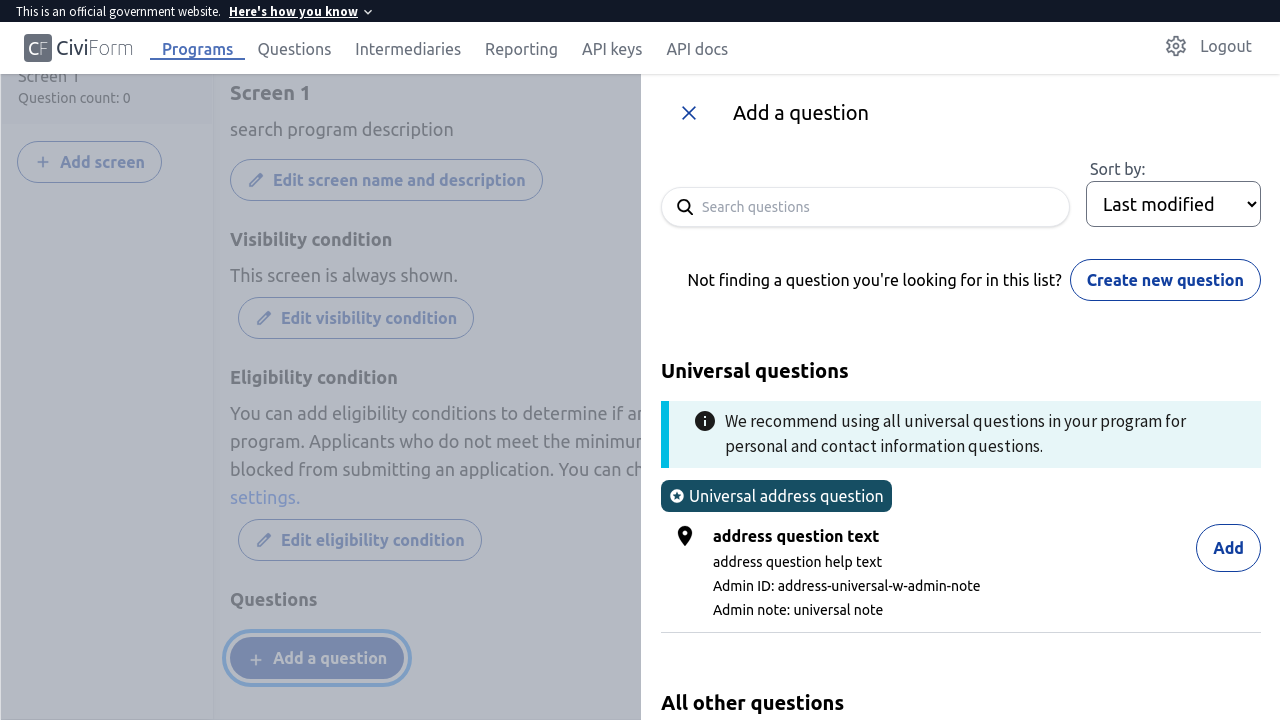 This is an official government website. Here's how you know
CF CiviForm Programs Questions Intermediaries Reporting API keys API docs Logout
Screen 1
Question count: 0
Add screen
Screen 1
search program description
Edit screen name and description
Visibility condition
This screen is always shown.
Edit visibility condition
Eligibility condition
You can add eligibility conditions to determine if
program. Applicants who do not meet the
blocked from submitting an application. You can
settings.
Edit eligibility condition
Questions
Add a question
Add a question
Sort by:
Search questions
Last modified
Not finding a question you're looking for in this list? Create new question
Universal questions
We recommend using all universal questions in your program for
personal and contact information questions.
Universal address question
address question text
address question help text
Admin ID: address-universal-w-admin-note
Admin note: universal note
Add
All other questions